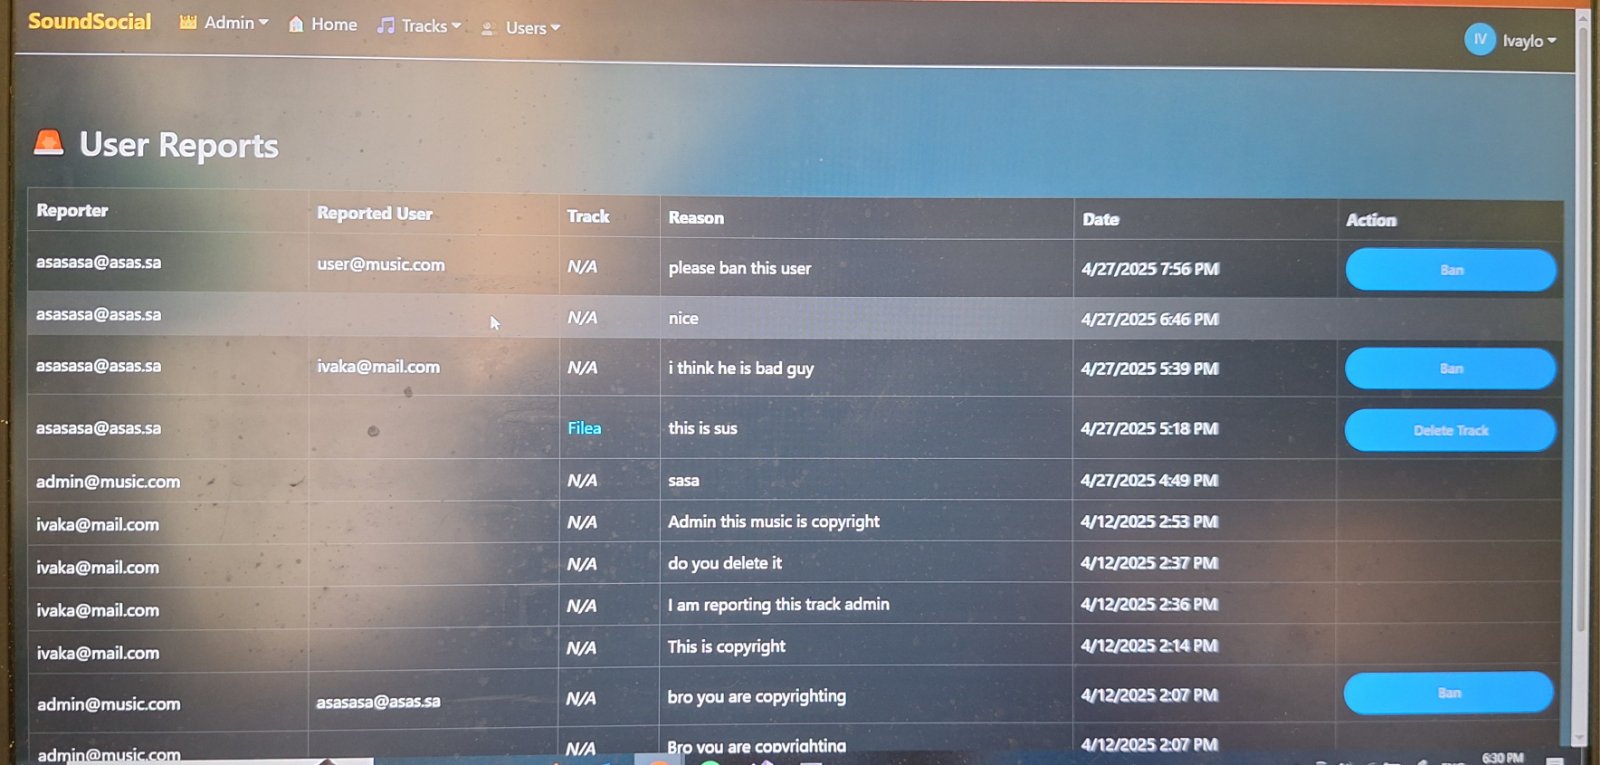 SoundSocial Admin Home Tracks Users IV Ivaylo
User Reports
Reporter Reported User Track Reason Date Action
asasasa@asas.sa user@music.com N/A please ban this user 4/27/2025 7:56 PM Ban
asasasa@asas.sa N/A nice 4/27/2025 6:46 PM
asasasa@asas.sa ivaka@mail.com N/A i think he is bad guy 4/27/2025 5:39 PM Ban
asasasa@asas.sa Filea this is sus 4/27/2025 5:18 PM Delete Track
admin@music.com N/A sasa 4/27/2025 4:49 PM
ivaka@mail.com N/A Admin this music is copyright 4/12/2025 2:53 PM
ivaka@mail.com N/A do you delete it 4/12/2025 2:37 PM
ivaka@mail.com N/A I am reporting this track admin 4/12/2025 2:36 PM
ivaka@mail.com N/A This is copyright 4/12/2025 2:14 PM
admin@music.com asasasa@asas.sa N/A bro you are copyrighting 4/12/2025 2:07 PM Ban
admin@music.com N/A Bro you are copyrighting 4/12/2025 2:07 PM
6:30 PM